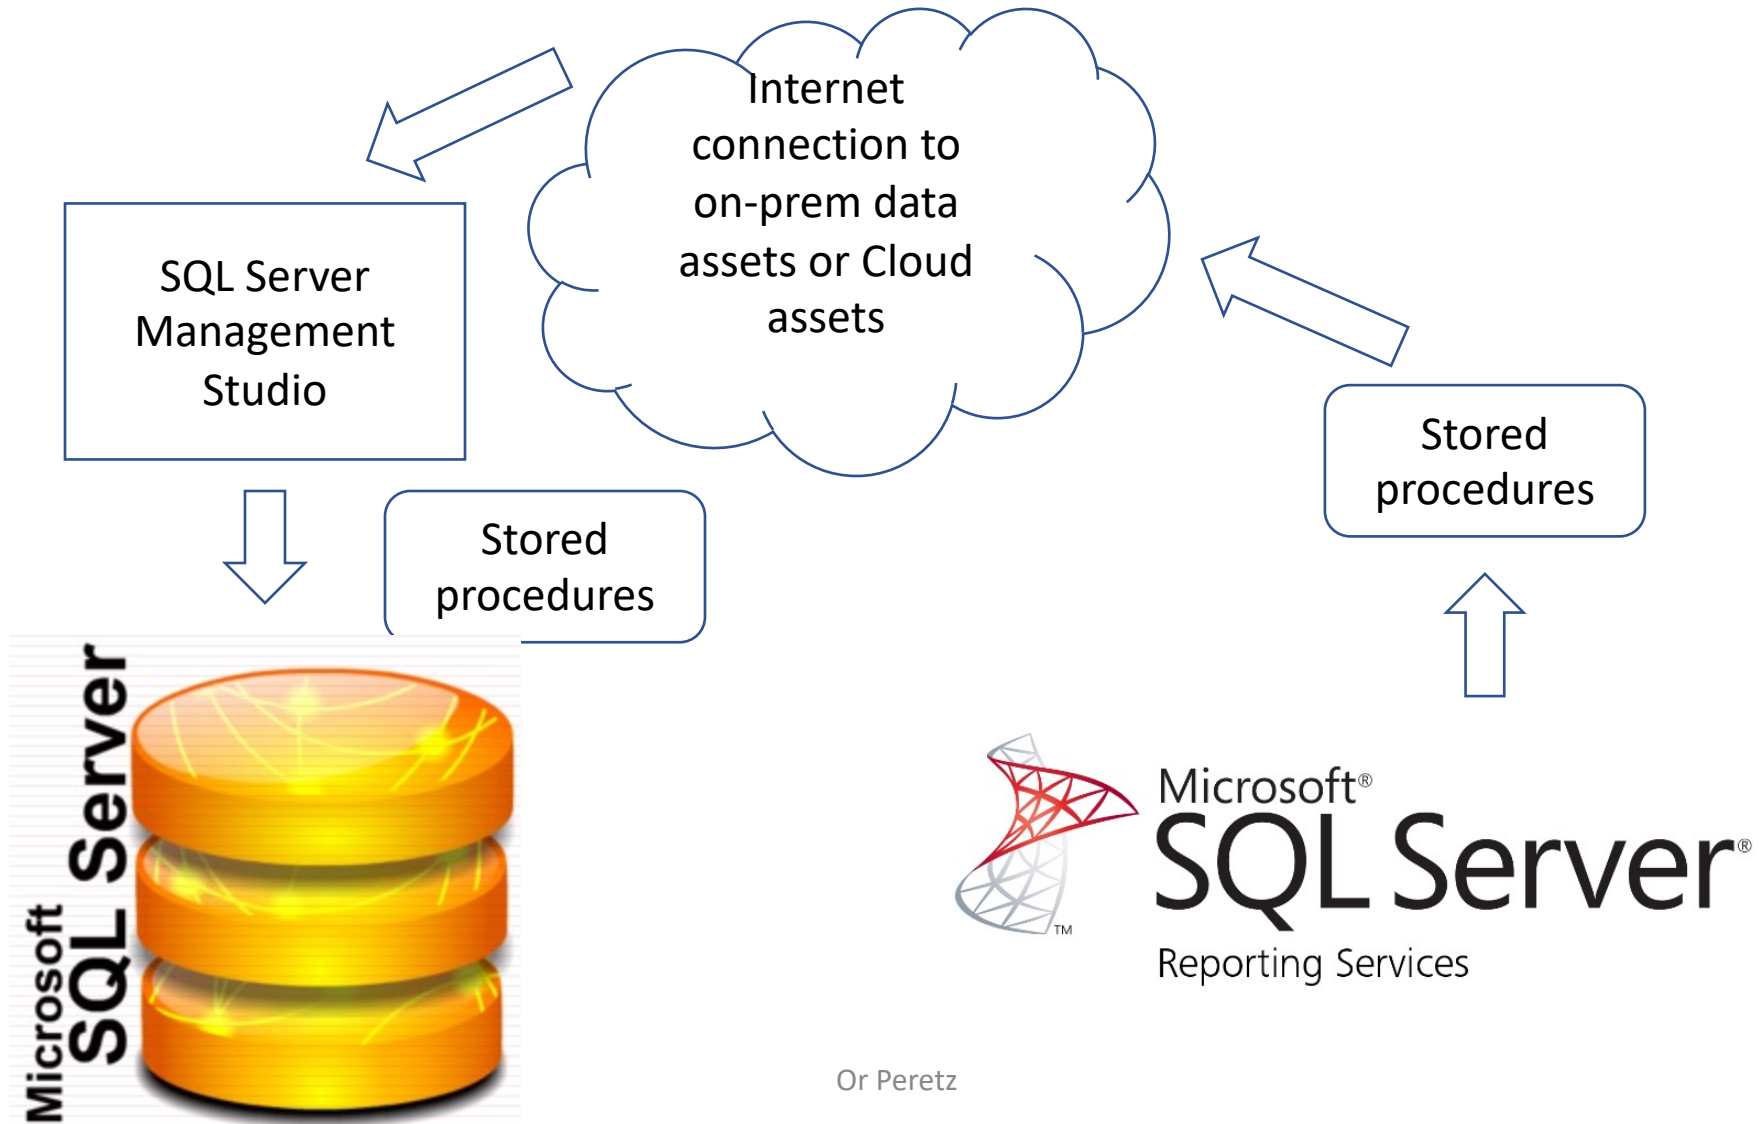 Internet
connection to
on-prem data
assets or Cloud
assets
SQL Server
Management
Studio
Stored
procedures
Stored
procedures
Microsoft
SQL Server
Microsoft®
SQL Server®
TM
Reporting Services
Or Peretz